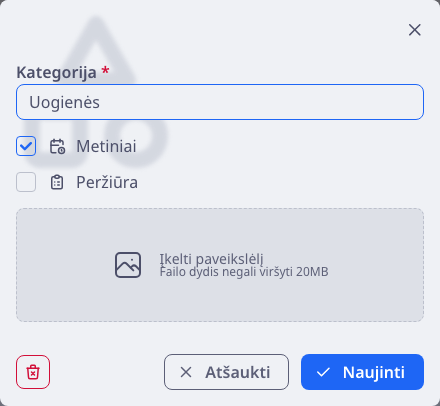 Kategorija *
Uogienės
Metiniai
Peržiūra
Įkelti paveikslėlį
Failo dydis negali viršyti 20MB
Atšaukti
Naujinti